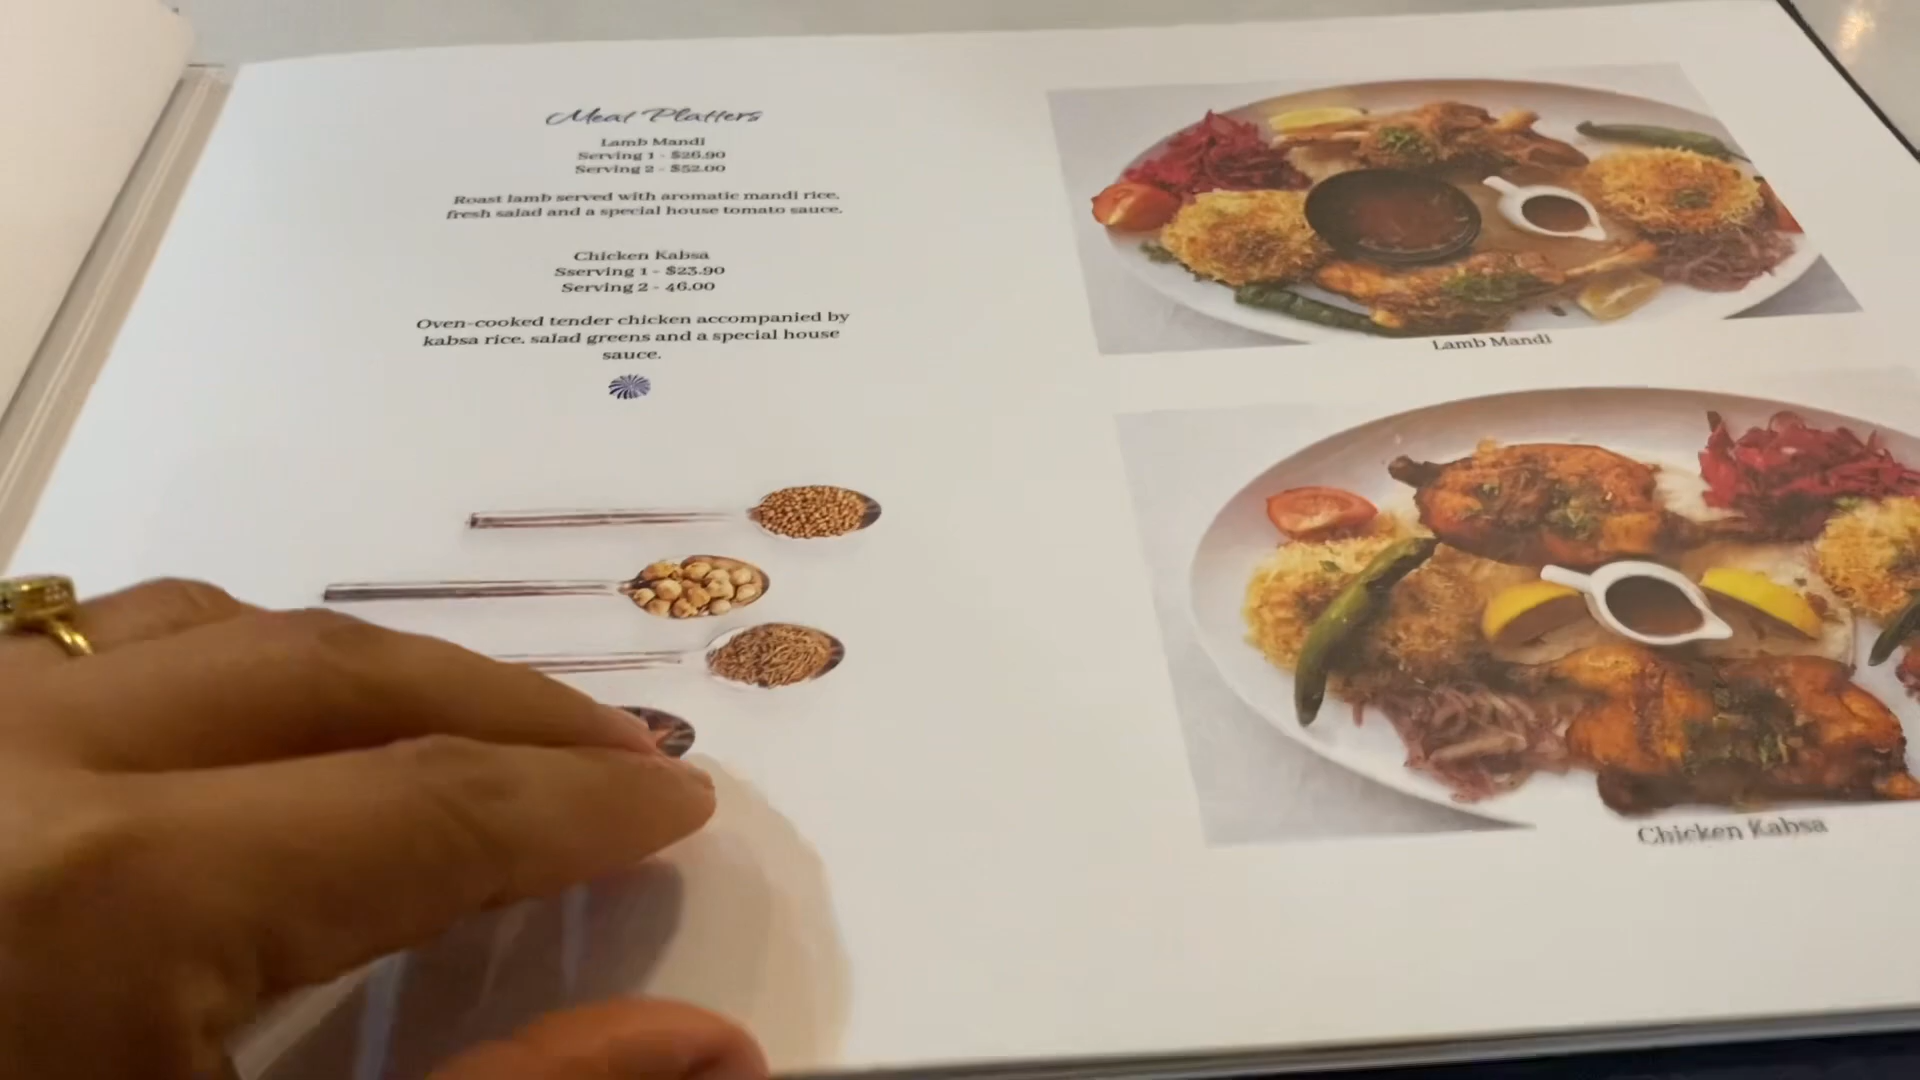 Meat Platters
Lamb Mandi
Serving 1 - $26.90
Serving 2 - $52.00
Roast lamb served with aromatic mandi rice,
fresh salad and a special house tomato sauce.
Chicken Kabsa
Sserving 1 - $23.90
Serving 2 - 46.00
Oven-cooked tender chicken accompanied by
kabsa rice, salad greens and a special house
sauce.
Lamb Mandi
Chicken Kabsa